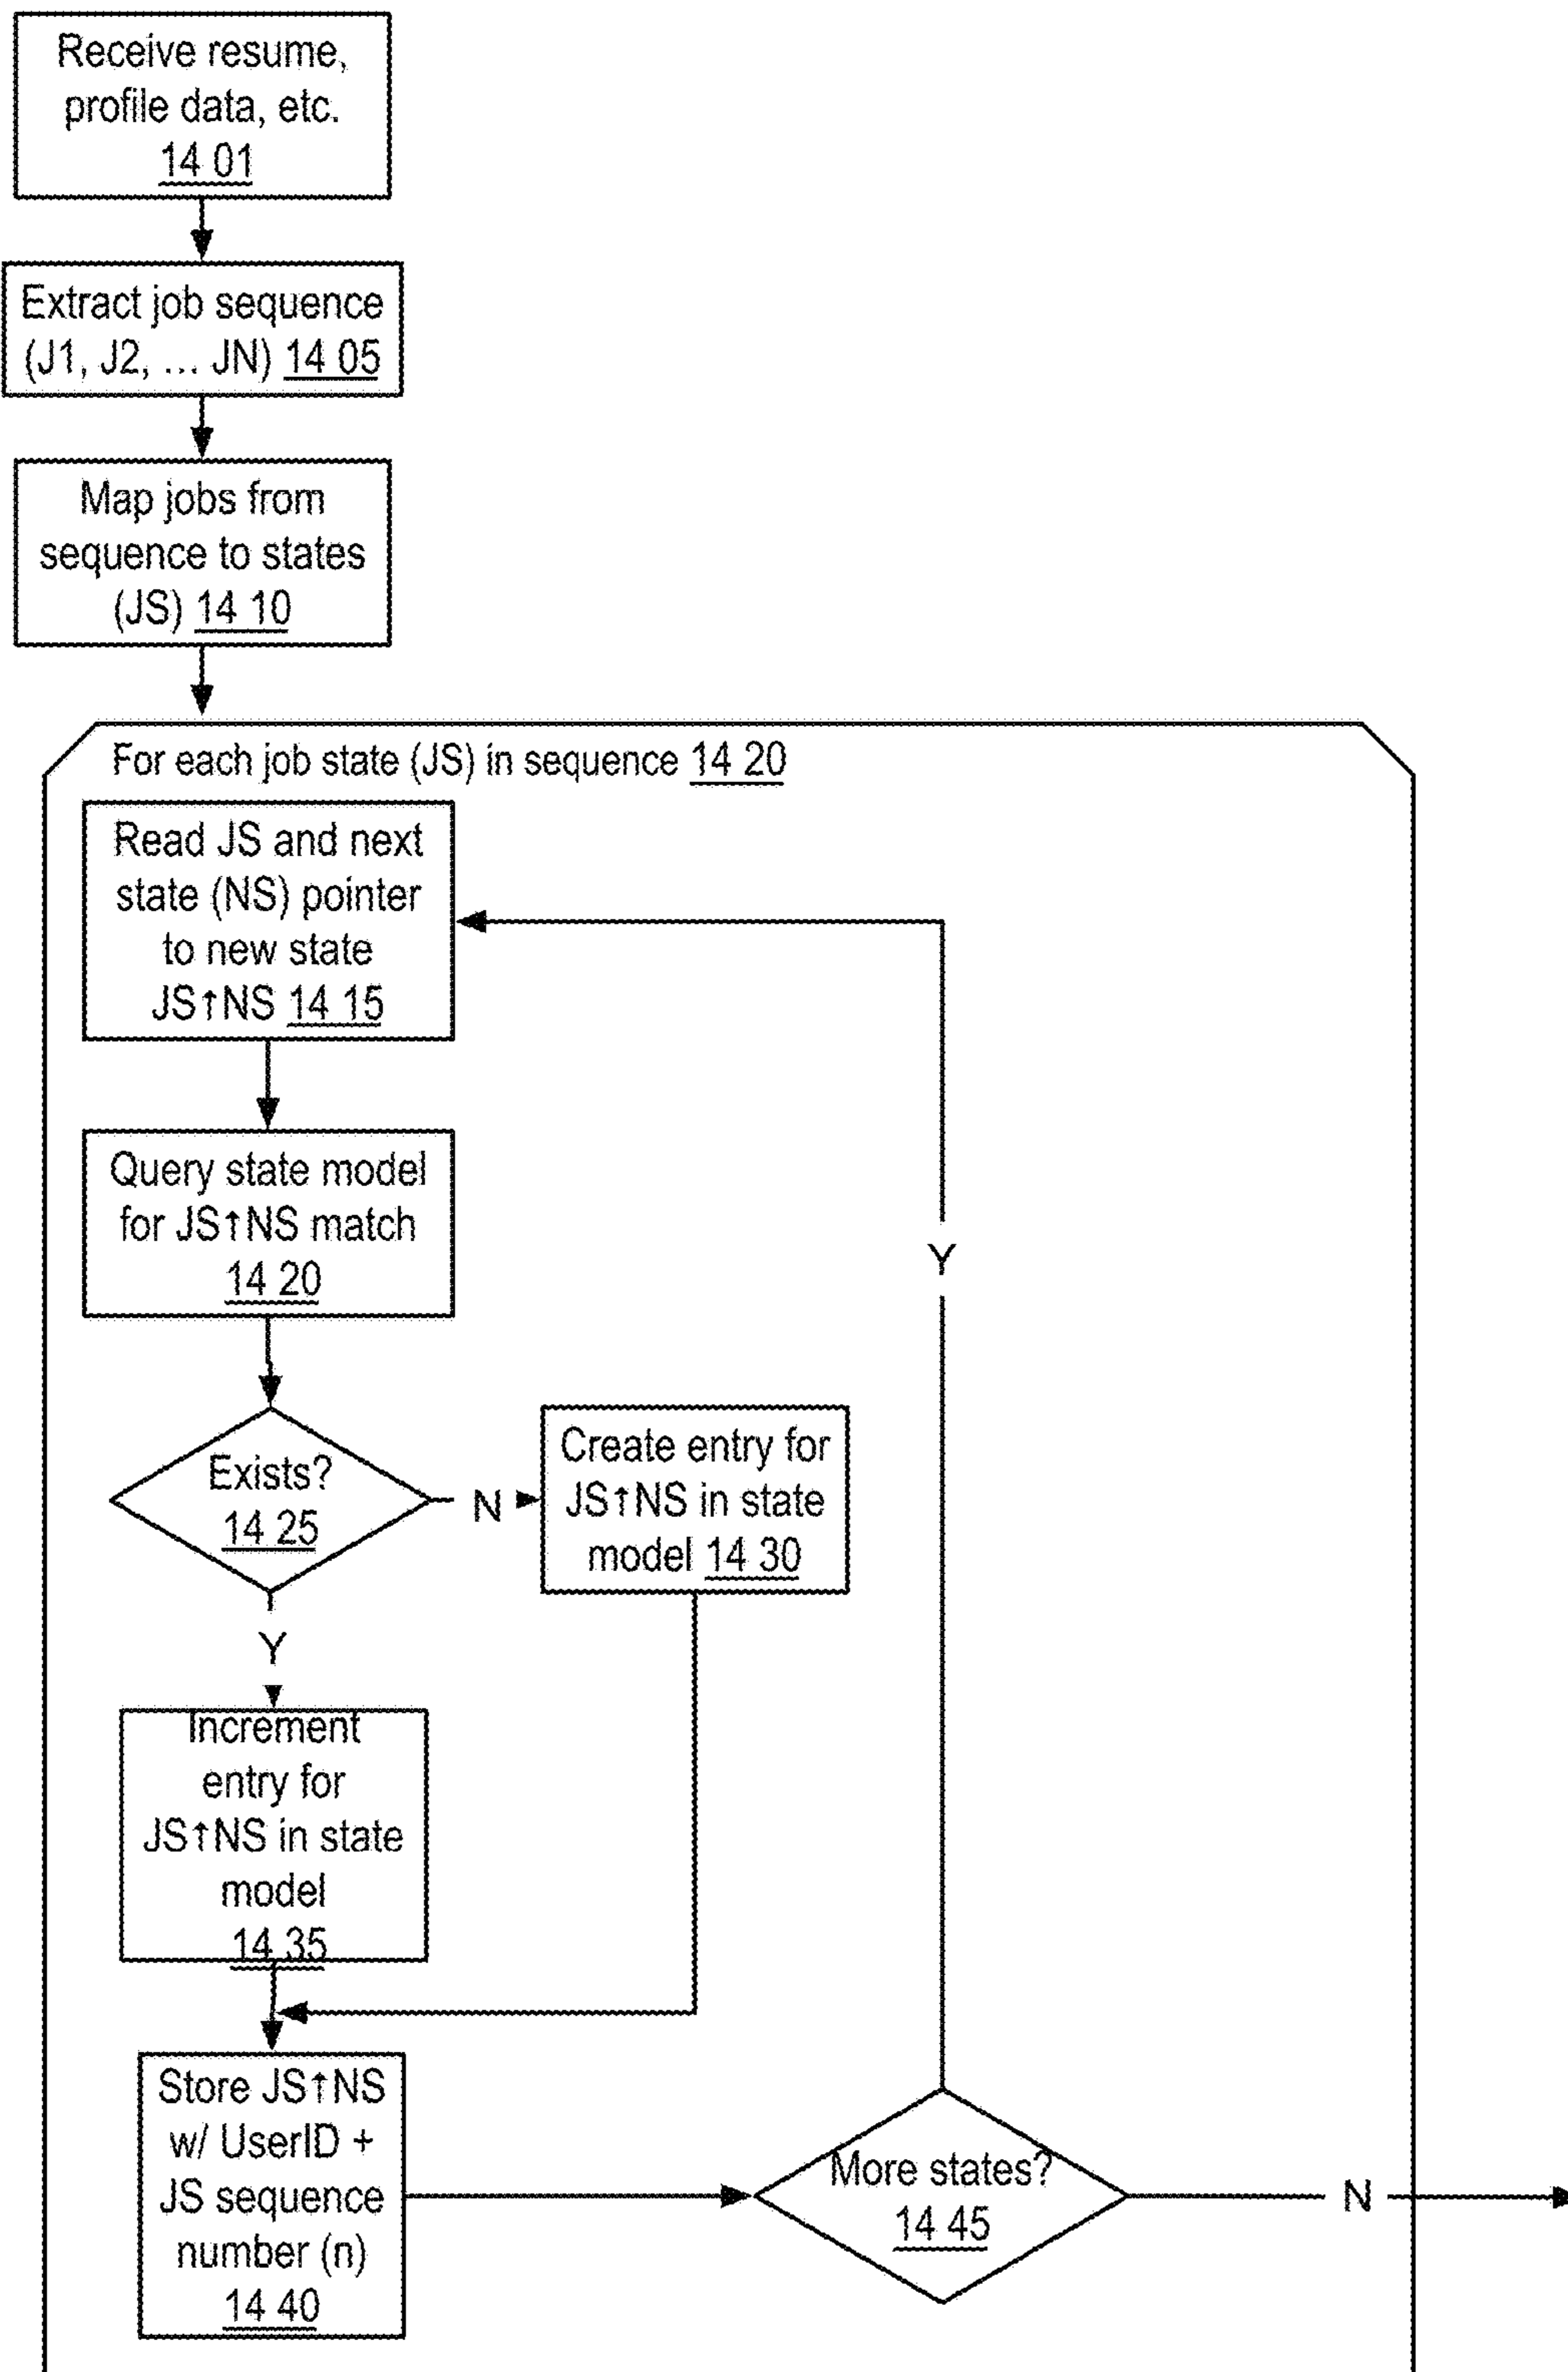 Receive resume,
profile data, etc.
14 01
Extract job sequence
(J1, J2, ... JN) 14 05
Map jobs from
sequence to states
(JS) 14 10
For each job state (JS) in sequence 14 20
Read JS and next
state (NS) pointer
to new state
JS↑NS 14 15
Query state model
for JS↑NS match
14 20
Y
Exists?
14 25
N
Create entry for
JS↑NS in state
model 14 30
Y
Increment
entry for
JS↑NS in state
model
14 35
Store JS↑NS
w/ UserID +
JS sequence
number (n)
14 40
More states?
14 45
N